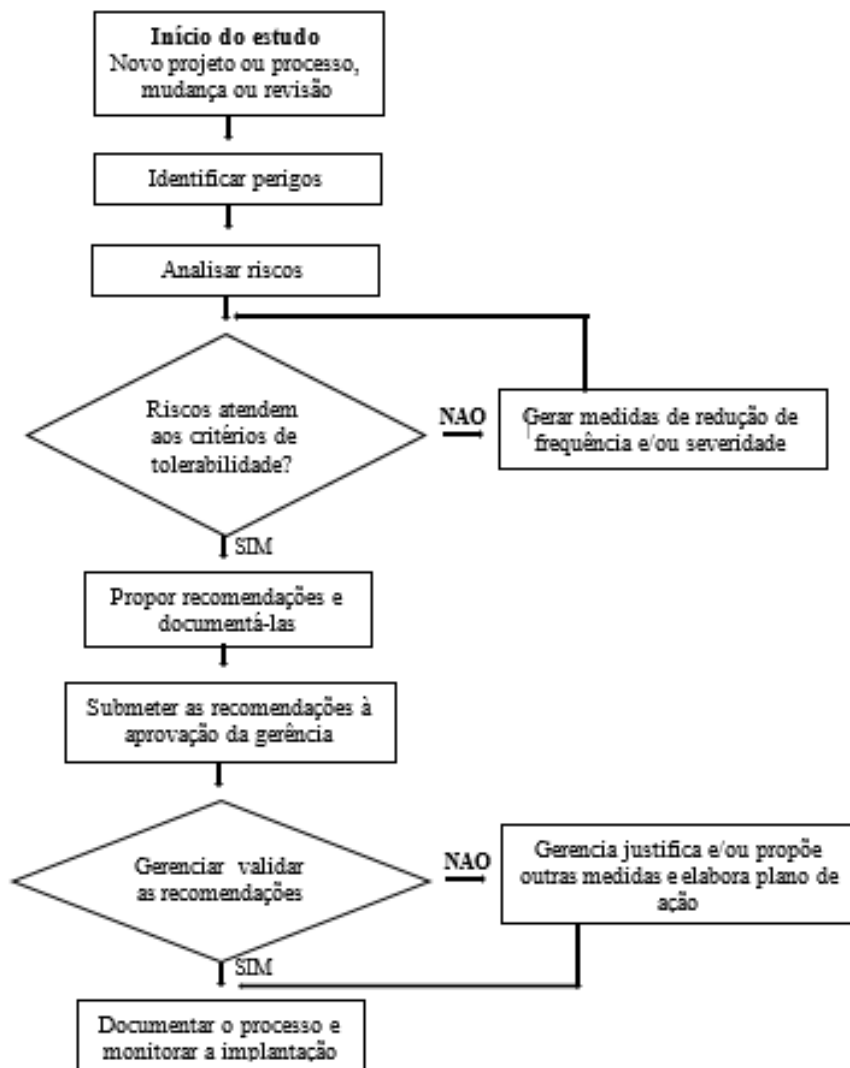 Início do estudo
Novo projeto ou processo,
mudança ou revisão
Identificar perigos
Analisar riscos
Riscos atendem
aos critérios de
tolerabilidade?
NAO
Gerar medidas de redução de
frequência e/ou severidade
SIM
Propor recomendações e
documentá-las
Submeter as recomendações à
aprovação da gerência
Gerenciar validar
as recomendações
NAO
Gerencia justifica e/ou propõe
outras medidas e elabora plano de
ação
SIM
Documentar o processo e
monitorar a implantação